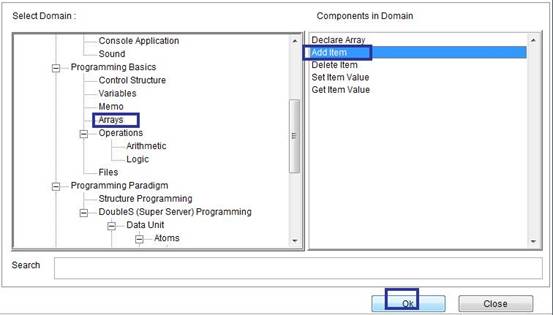 Select Domain :
Components in Domain
Console Application
Sound
Programming Basics
Control Structure
Variables
Memo
Arrays
Operations
Arithmetic
Logic
Files
Programming Paradigm
Structure Programming
DoubleS (Super Server) Programming
Data Unit
Atoms
Declare Array
Add Item
Delete Item
Set Item Value
Get Item Value
Search
Ok
Close